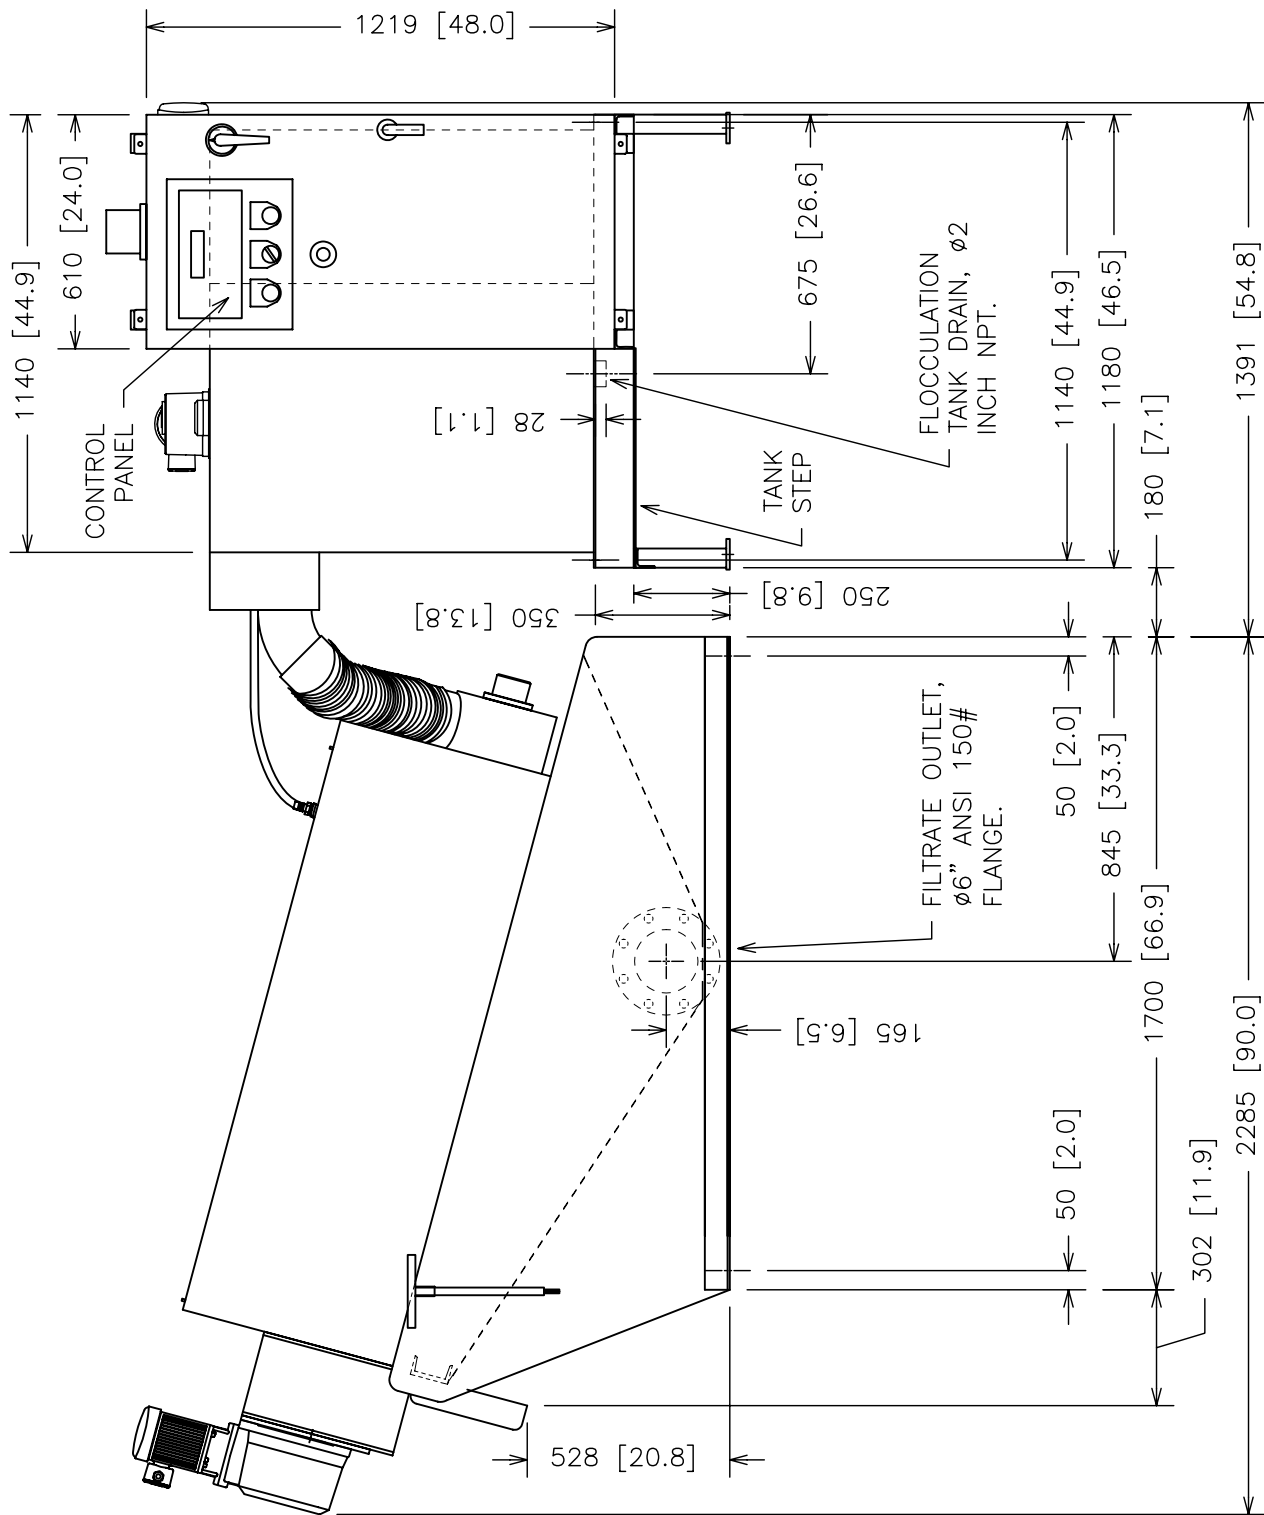 1219 [48.0]
1140 [44.9]
610 [24.0]
CONTROL
PANEL
28 [1.1]
675 [26.6]
FLOCCULATION
TANK DRAIN, ø2
INCH NPT.
TANK
STEP
1140 [44.9]
1180 [46.5]
180 [7.1]
1391 [54.8]
350 [13.8]
250 [9.8]
FILTRATE OUTLET,
ø6" ANSI 150#
FLANGE.
50 [2.0]
845 [33.3]
1700 [66.9]
165 [6.5]
50 [2.0]
302 [11.9]
2285 [90.0]
528 [20.8]